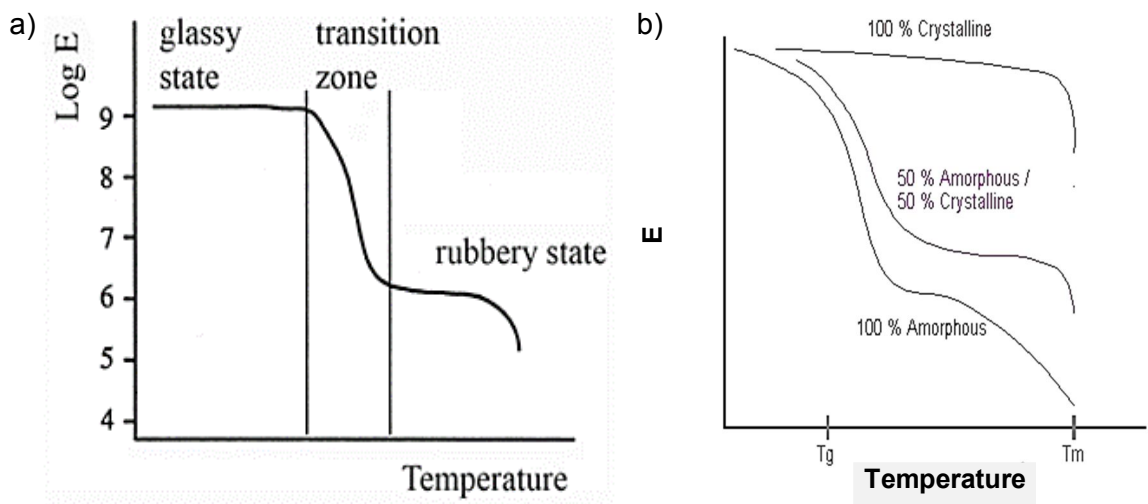 a)
glassy
state
transition
zone
Log E
9
8
7
6
5
4
rubbery state
Temperature
b)
100 % Crystalline
50 % Amorphous /
50 % Crystalline
E
100 % Amorphous
Tg
Tm
Temperature